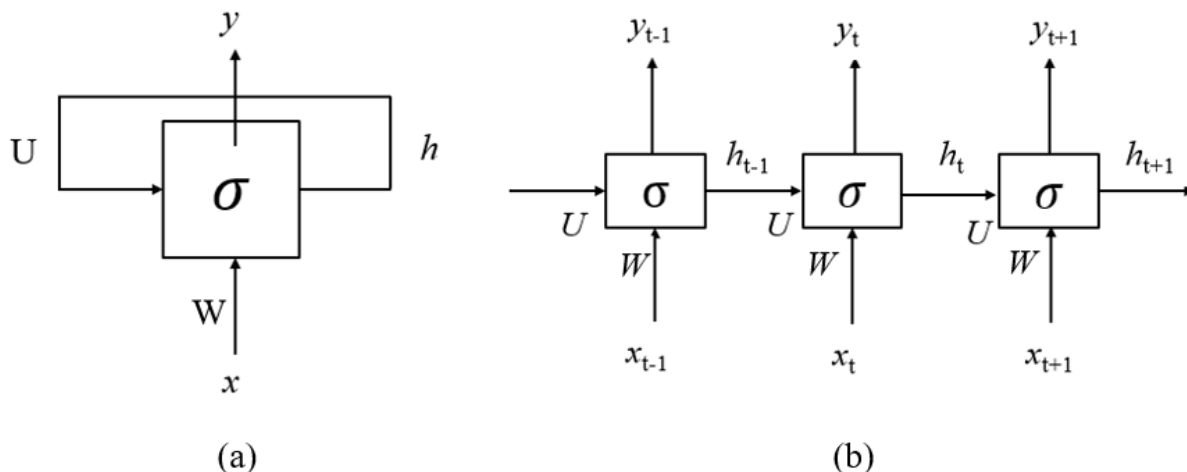 y
U
h
σ
W
x
(a)
y_{t-1} y_t y_{t+1}
h_{t-1} h_t h_{t+1}
σ σ σ
U U U
W W W
x_{t-1} x_t x_{t+1}
(b)